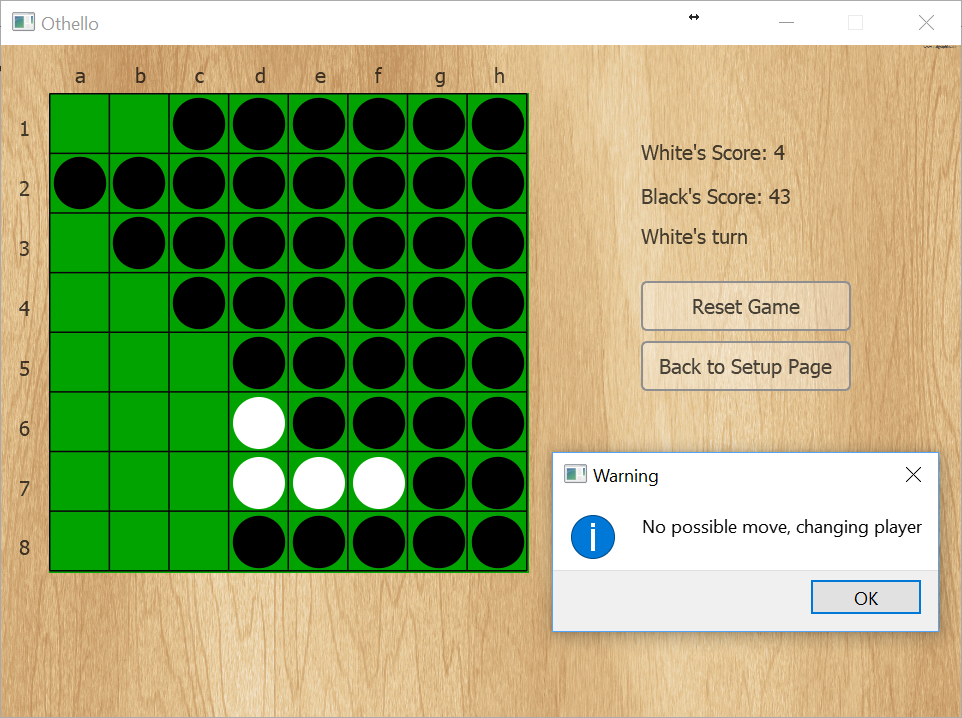 Othello
a b c d e f g h
1
2
3
4
5
6
7
8
White's Score: 4
Black's Score: 43
White's turn
Reset Game
Back to Setup Page
Warning
No possible move, changing player
OK